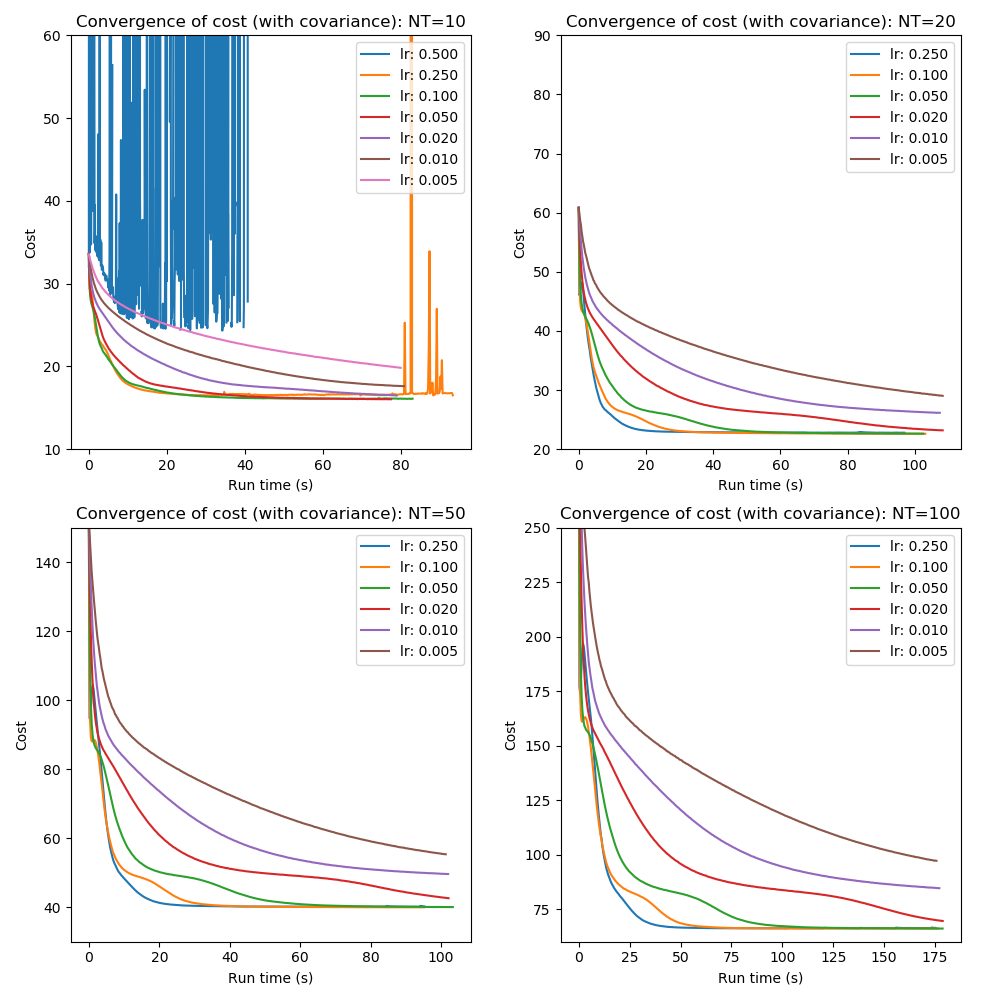 Convergence of cost (with covariance): NT=10
60
50
40
30
20
10
Cost
lr: 0.500
lr: 0.250
lr: 0.100
lr: 0.050
lr: 0.020
lr: 0.010
lr: 0.005
0 20 40 60 80
Run time (s)
Convergence of cost (with covariance): NT=20
90
80
70
60
50
40
30
20
Cost
lr: 0.250
lr: 0.100
lr: 0.050
lr: 0.020
lr: 0.010
lr: 0.005
0 20 40 60 80 100
Run time (s)
Convergence of cost (with covariance): NT=50
140
120
100
80
60
40
Cost
lr: 0.250
lr: 0.100
lr: 0.050
lr: 0.020
lr: 0.010
lr: 0.005
0 20 40 60 80 100
Run time (s)
Convergence of cost (with covariance): NT=100
250
225
200
175
150
125
100
75
Cost
lr: 0.250
lr: 0.100
lr: 0.050
lr: 0.020
lr: 0.010
lr: 0.005
0 25 50 75 100 125 150 175
Run time (s)